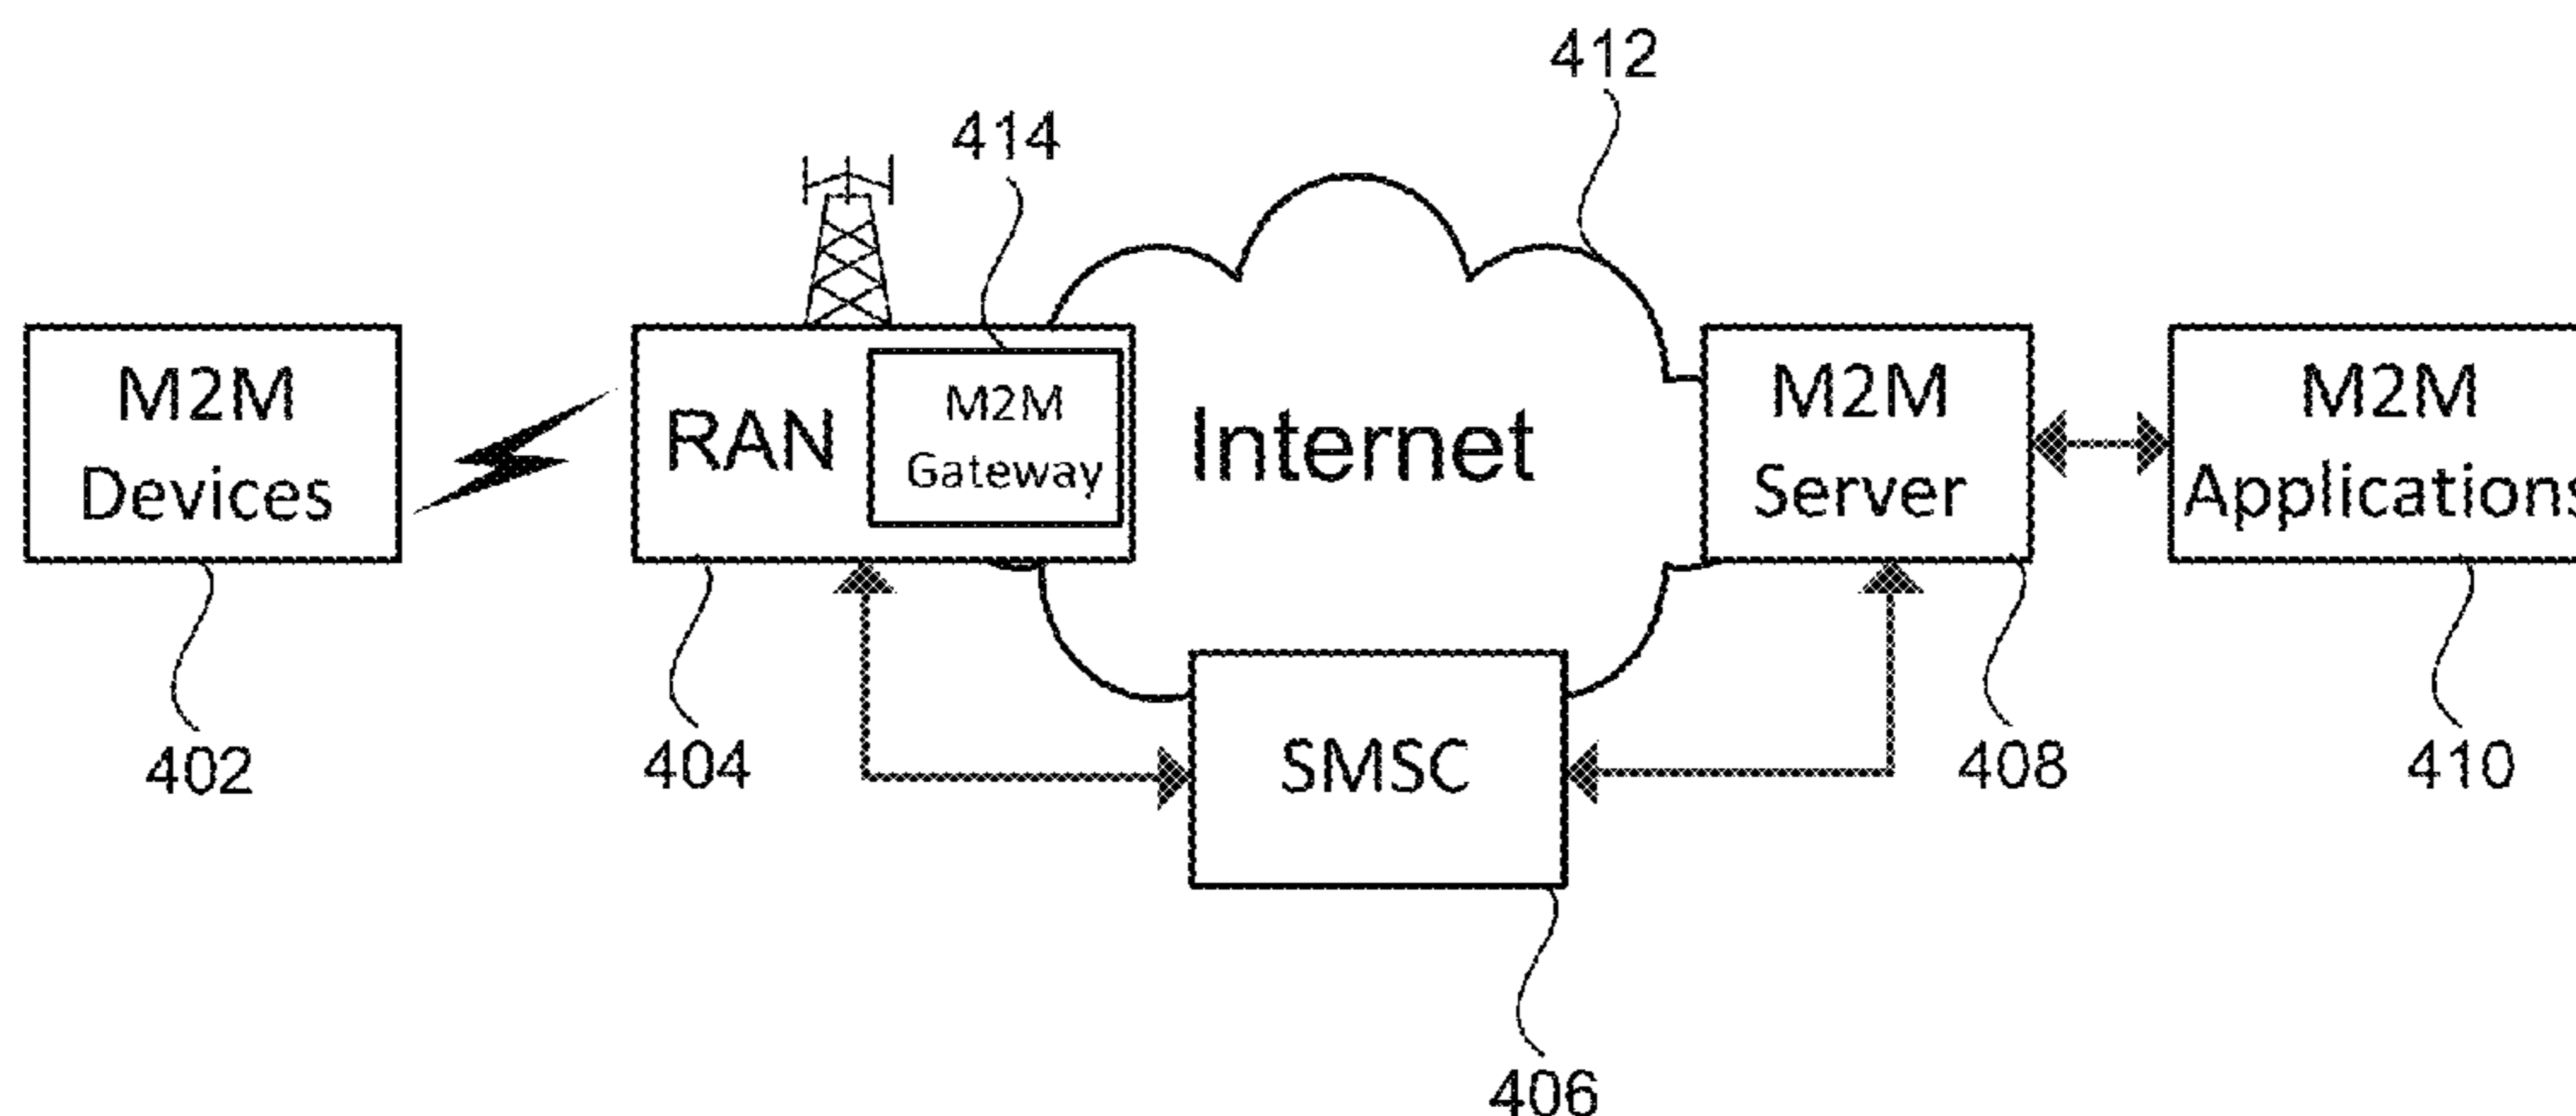 412
414
M2M
Devices
RAN
M2M
Gateway
Internet
M2M
Server
M2M
Applications
402
404
SMSC
408
410
406